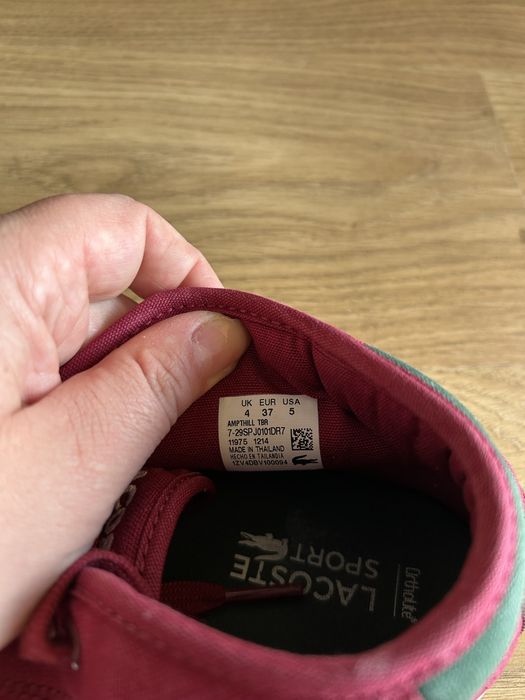 UK EUR USA
4 37 5
AMPTHILL TBR
7-29SPJ0101DR7
11975 1214
MADE IN THAILAND
HECHO EN TAILANDIA
1ZV4DBV100094
LACOSTE
SPORT
Ortholite®